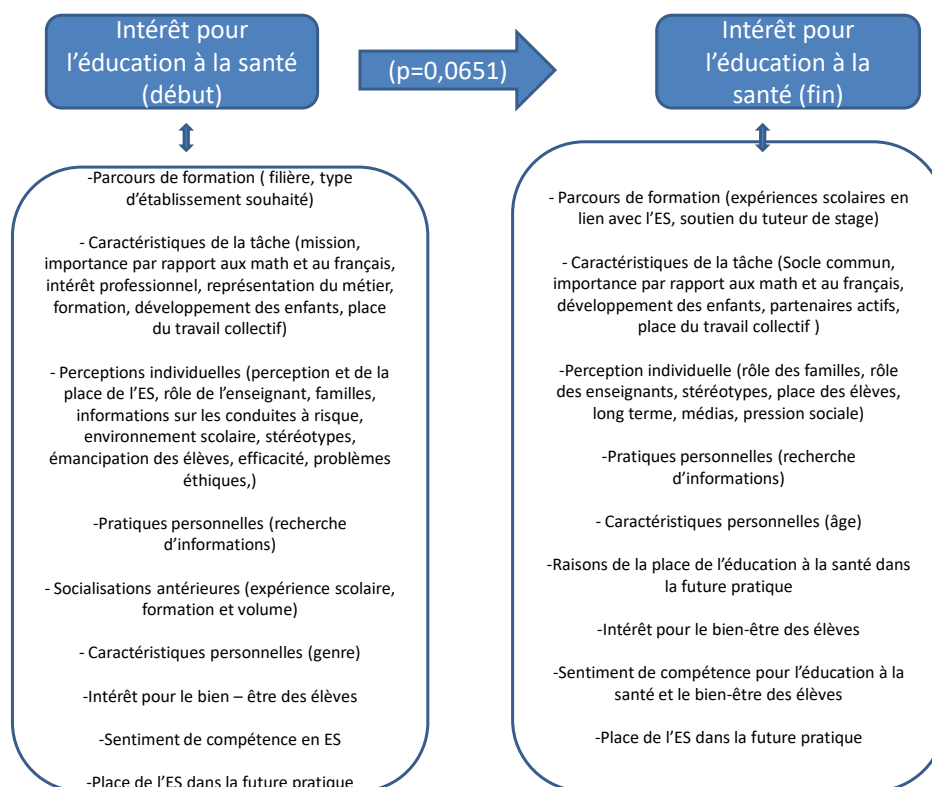 Intérêt pour
l'éducation à la santé
(début)
(p=0,0651)
Intérêt pour
l'éducation à la
santé (fin)
-Parcours de formation ( filière, type
d'établissement souhaité)
- Caractéristiques de la tâche (mission,
importance par rapport aux math et au français,
intérêt professionnel, représentation du métier,
formation, développement des enfants, place
du travail collectif)
- Perceptions individuelles (perception et de la
place de l'ES, rôle de l'enseignant, familles,
informations sur les conduites à risque,
environnement scolaire, stéréotypes,
émancipation des élèves, efficacité, problèmes
éthiques,)
-Pratiques personnelles (recherche
d'informations)
- Socialisations antérieures (expérience scolaire,
formation et volume)
- Caractéristiques personnelles (genre)
-Intérêt pour le bien – être des élèves
-Sentiment de compétence en ES
-Place de l'ES dans la future pratique
- Parcours de formation (expériences scolaires en
lien avec l'ES, soutien du tuteur de stage)
- Caractéristiques de la tâche (Socle commun,
importance par rapport aux math et au français,
développement des enfants, partenaires actifs,
place du travail collectif )
-Perception individuelle (rôle des familles, rôle
des enseignants, stéréotypes, place des élèves,
long terme, médias, pression sociale)
-Pratiques personnelles (recherche
d'informations)
- Caractéristiques personnelles (âge)
-Raisons de la place de l'éducation à la santé dans
la future pratique
-Intérêt pour le bien-être des élèves
-Sentiment de compétence pour l'éducation à la
santé et le bien-être des élèves
-Place de l'ES dans la future pratique